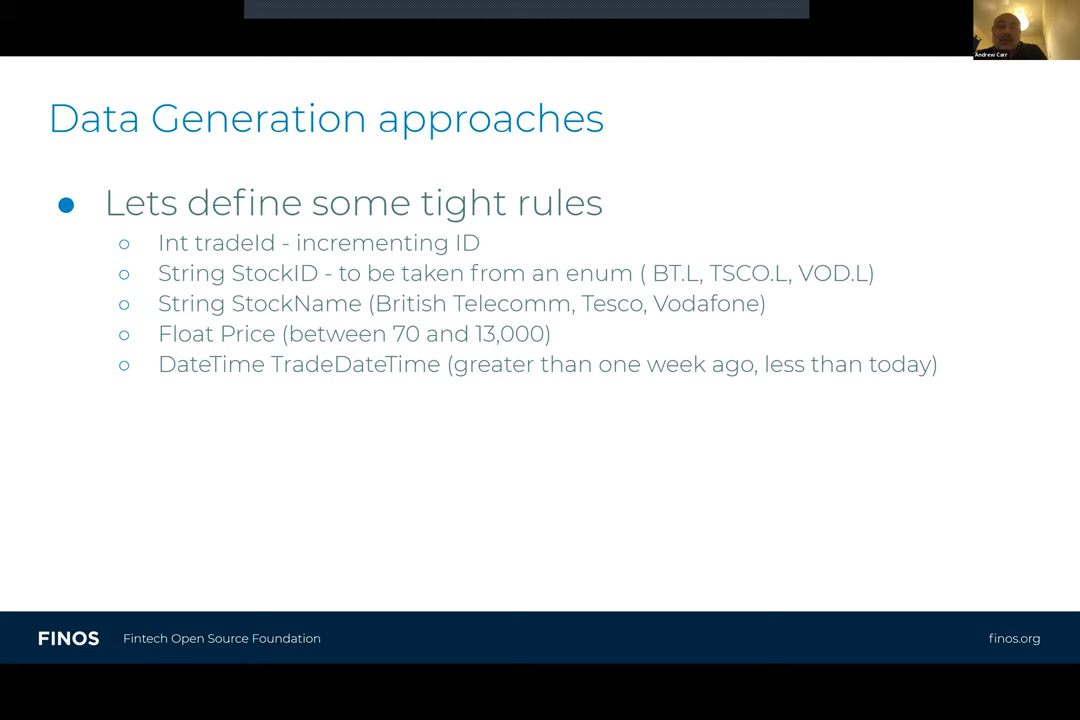 Andrew Carr
Data Generation approaches
Lets define some tight rules
Int tradeId - incrementing ID
String StockID - to be taken from an enum ( BT.L, TSCO.L, VOD.L)
String StockName (British Telecomm, Tesco, Vodafone)
Float Price (between 70 and 13,000)
DateTime TradeDateTime (greater than one week ago, less than today)
FINOS Fintech Open Source Foundation finos.org